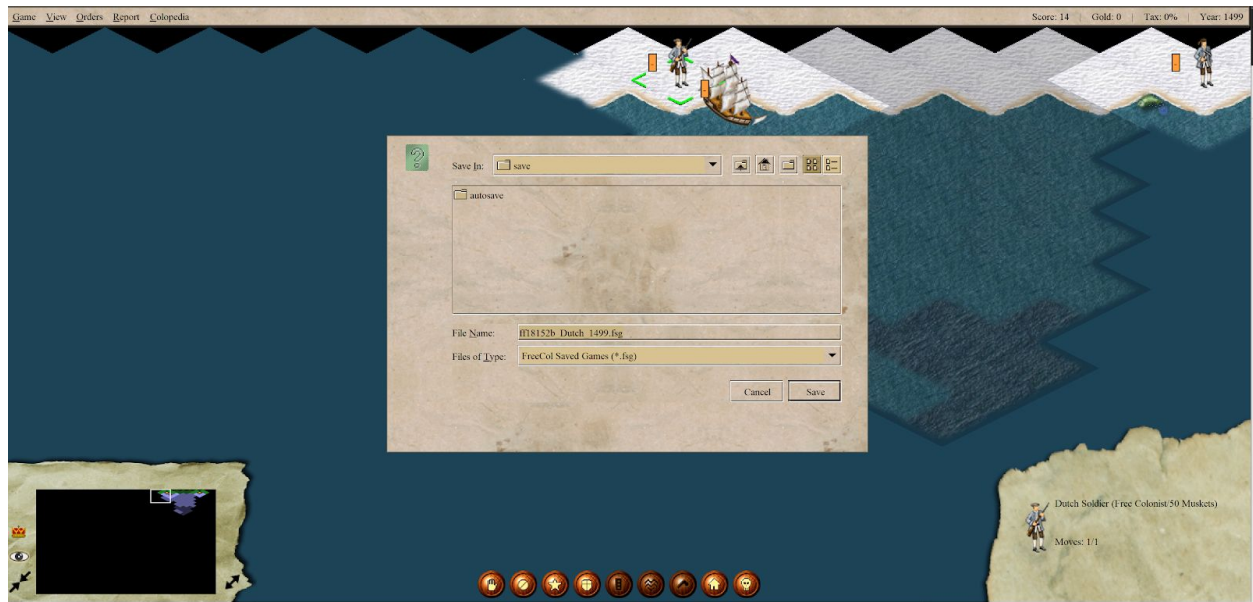 Game View Orders Report Colopedia Score: 14 | Gold: 0 | Tax: 0% | Year: 1499
Save In: save
autosave
File Name: ff18152b_Dutch_1499.fsg
Files of Type: FreeCol Saved Games (*.fsg)
Cancel Save
Dutch Soldier (Free Colonist/50 Muskets)
Moves: 1/1